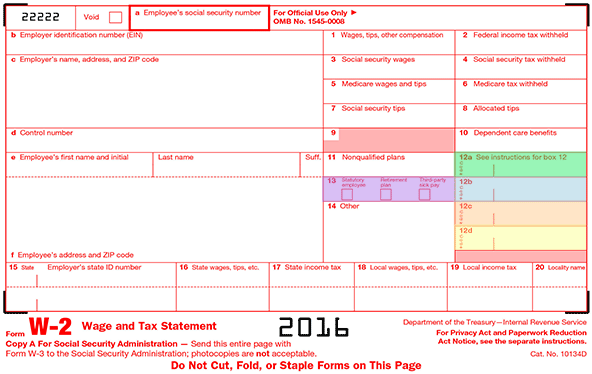 22222 Void a Employee's social security number For Official Use Only ►
OMB No. 1545-0008
b Employer identification number (EIN) 1 Wages, tips, other compensation 2 Federal income tax withheld
c Employer's name, address, and ZIP code 3 Social security wages 4 Social security tax withheld
5 Medicare wages and tips 6 Medicare tax withheld
7 Social security tips 8 Allocated tips
d Control number 9 10 Dependent care benefits
e Employee's first name and initial Last name Suff. 11 Nonqualified plans 12a See instructions for box 12
13 Statutory employee Retirement plan Third-party sick pay 12b
14 Other 12c
12d
f Employee's address and ZIP code
15 State Employer's state ID number 16 State wages, tips, etc. 17 State income tax 18 Local wages, tips, etc. 19 Local income tax 20 Locality name
Form W-2 Wage and Tax Statement 2016 Department of the Treasury—Internal Revenue Service
For Privacy Act and Paperwork Reduction
Act Notice, see the separate instructions.
Copy A For Social Security Administration — Send this entire page with
Form W-3 to the Social Security Administration; photocopies are not acceptable. Cat. No. 10134D
Do Not Cut, Fold, or Staple Forms on This Page